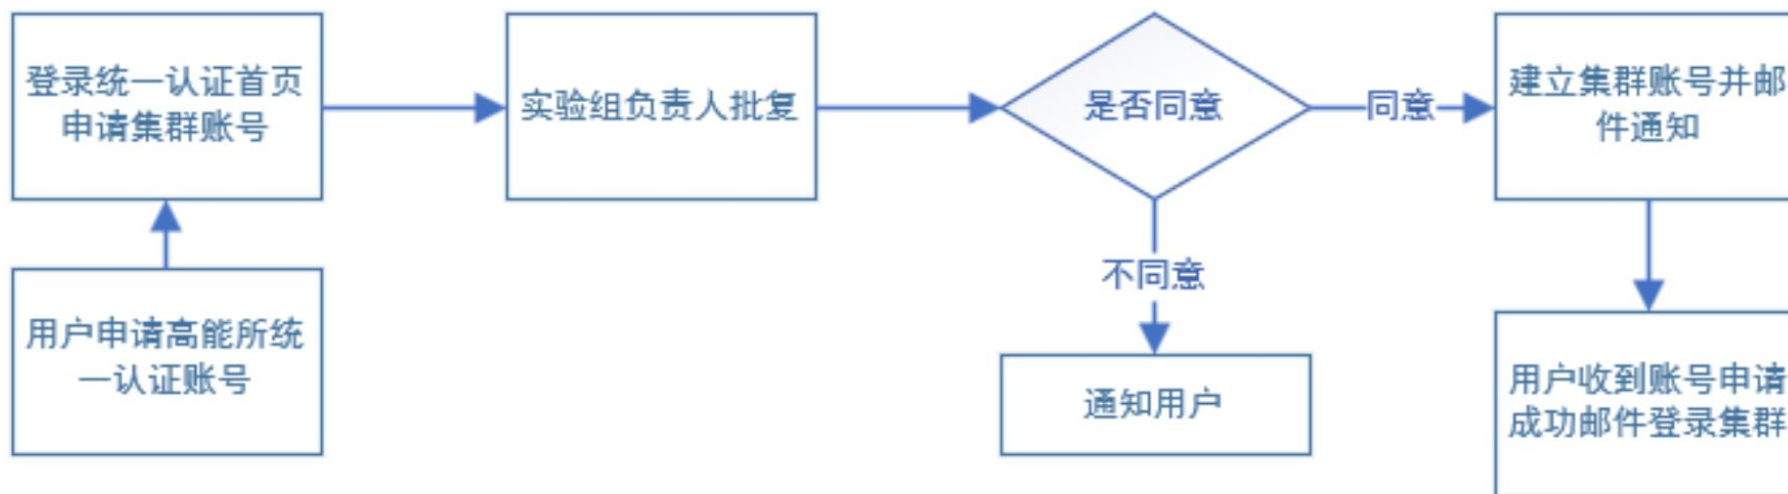 登录统一认证首页
申请集群账号
实验组负责人批复
是否同意
同意
建立集群账号并邮
件通知
不同意
用户申请高能所统
一认证账号
通知用户
用户收到账号申请
成功邮件登录集群